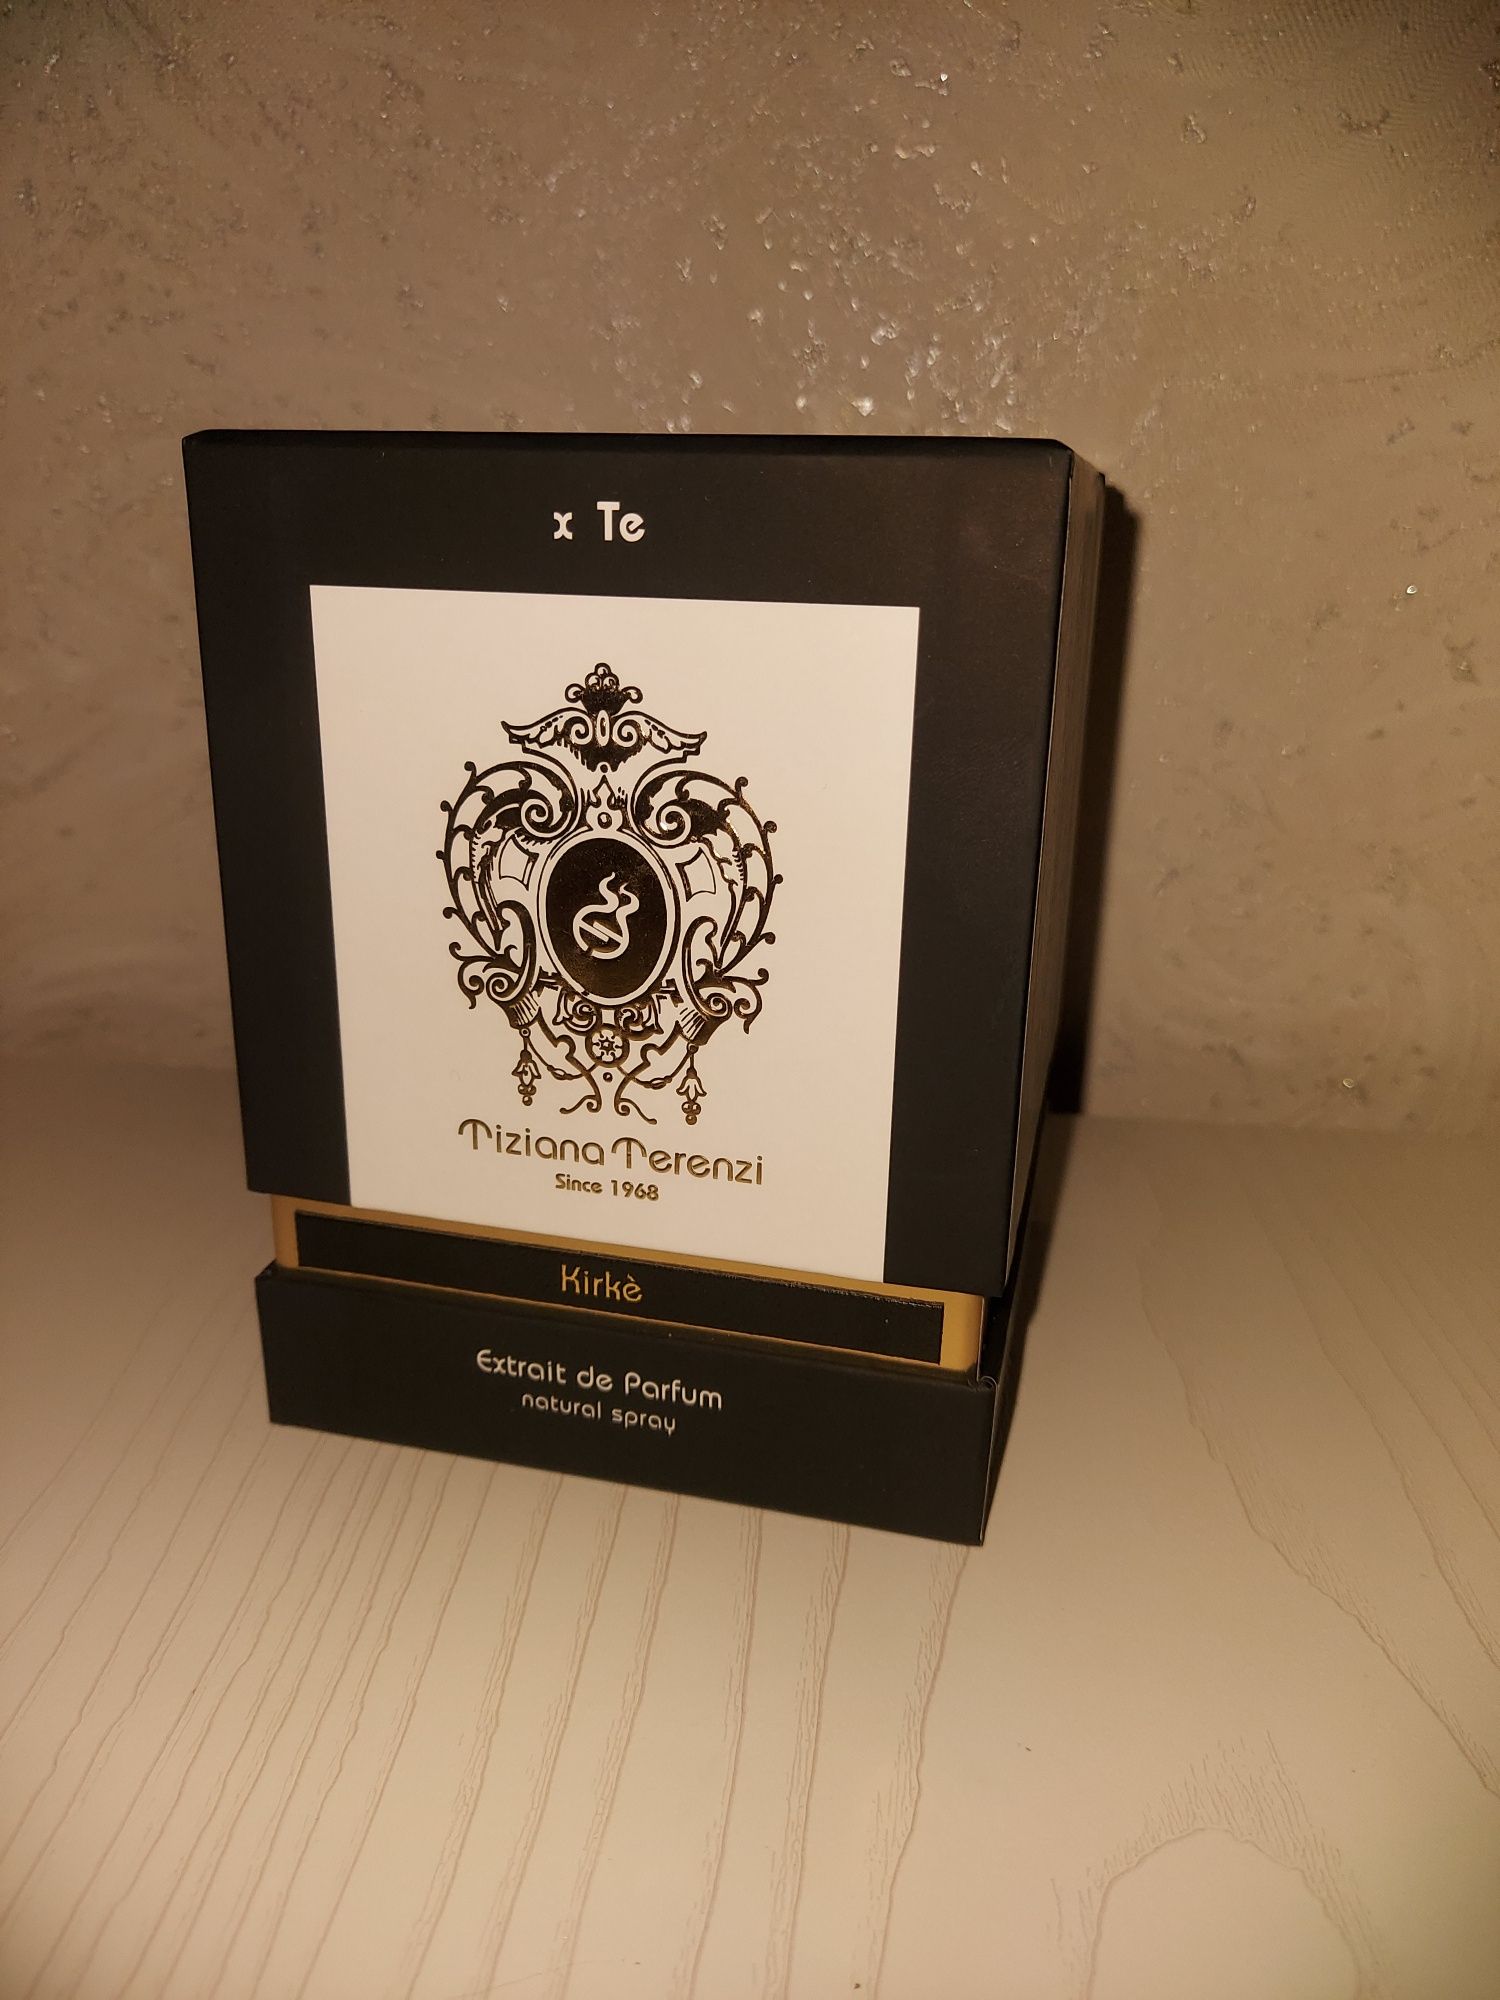 x Te
Tiziana Terenzi
Since 1968
Kirkè
Extrait de Parfum
natural spray